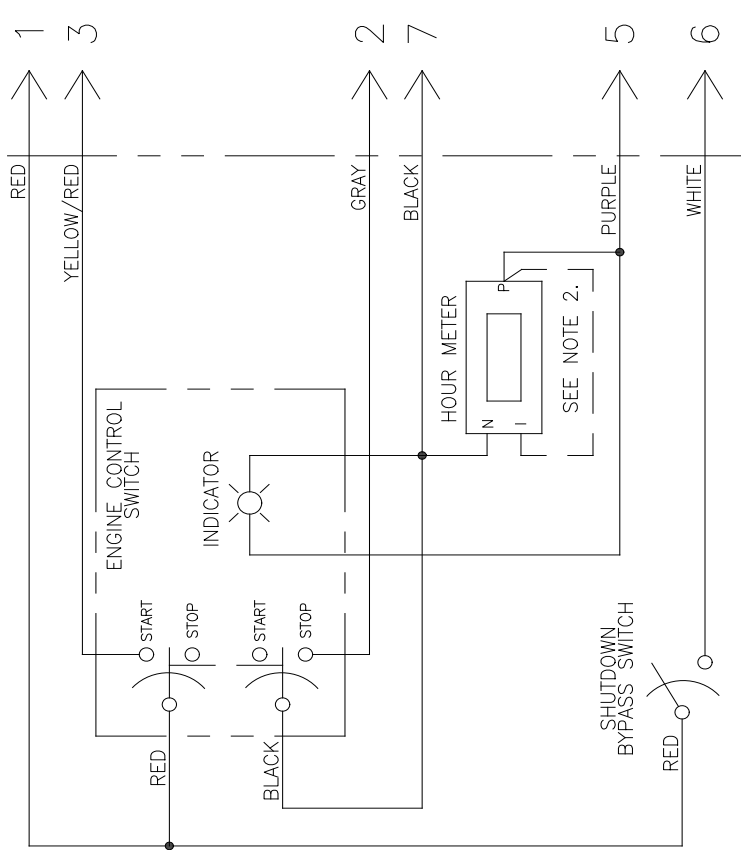 1
3
2
7
5
6
RED
YELLOW/RED
GRAY
BLACK
PURPLE
WHITE
HOUR METER
P
N
I
SEE NOTE 2.
ENGINE CONTROL
SWITCH
INDICATOR
START
STOP
START
STOP
SHUTDOWN
BYPASS SWITCH
RED
BLACK
RED